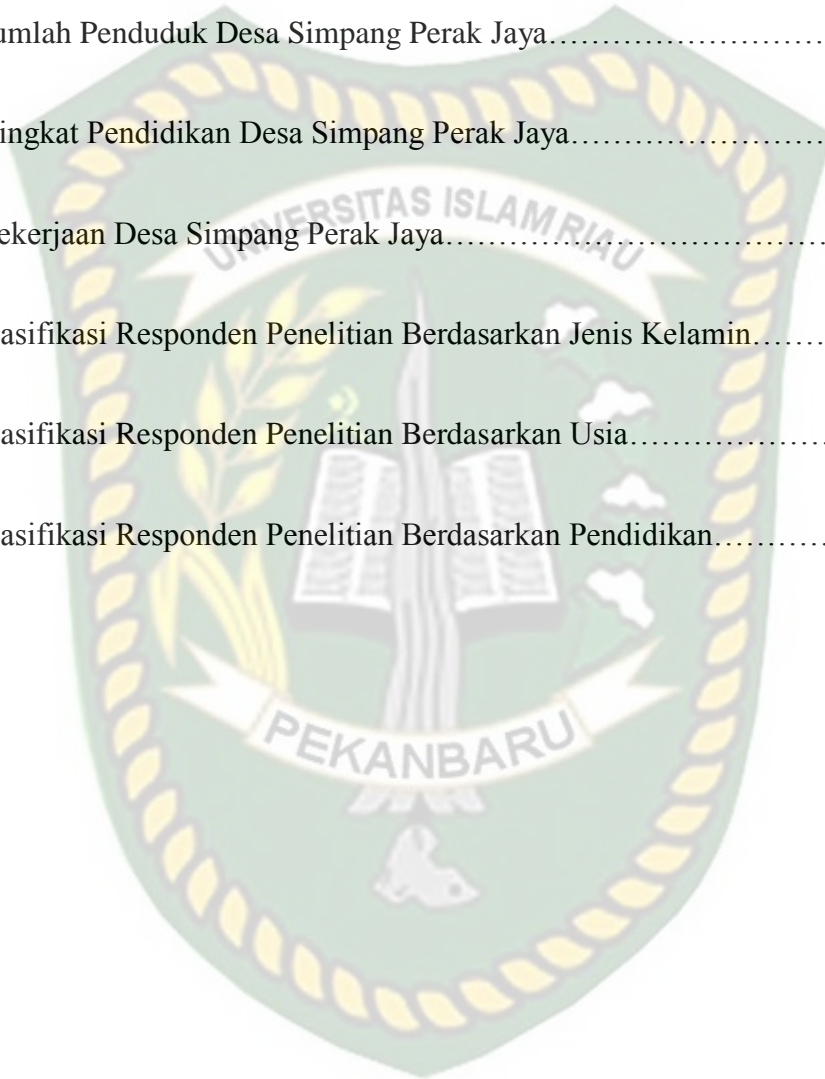 umlah Penduduk Desa Simpang Perak Jaya……………………….
ingkat Pendidikan Desa Simpang Perak Jaya…………………….
UNIVERSITAS ISLAM RIAU
ekerjaan Desa Simpang Perak Jaya……………………………….
asifikasi Responden Penelitian Berdasarkan Jenis Kelamin…….
asifikasi Responden Penelitian Berdasarkan Usia……………….
asifikasi Responden Penelitian Berdasarkan Pendidikan………….
PEKANBARU